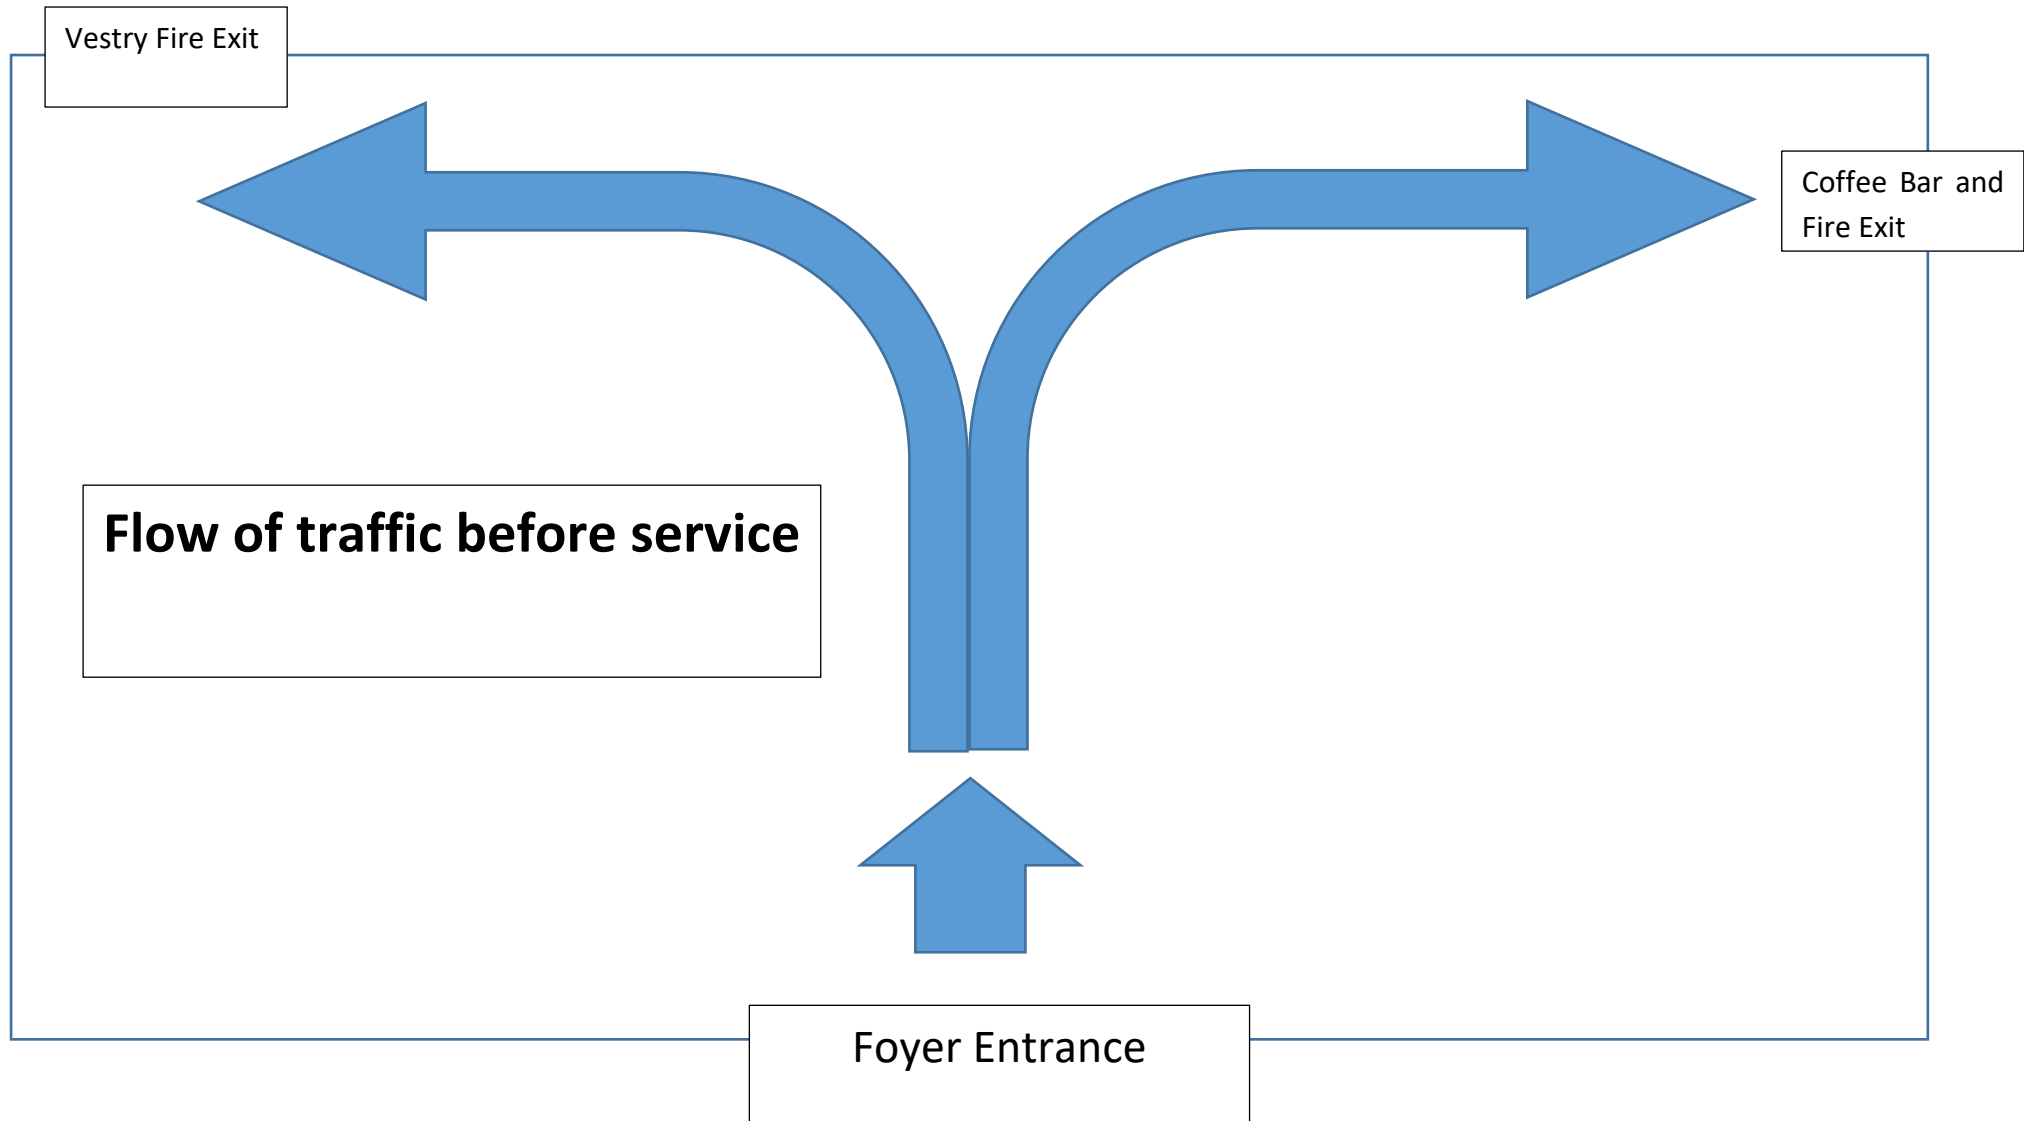 Vestry Fire Exit
Coffee Bar and
Fire Exit
Flow of traffic before service
Foyer Entrance